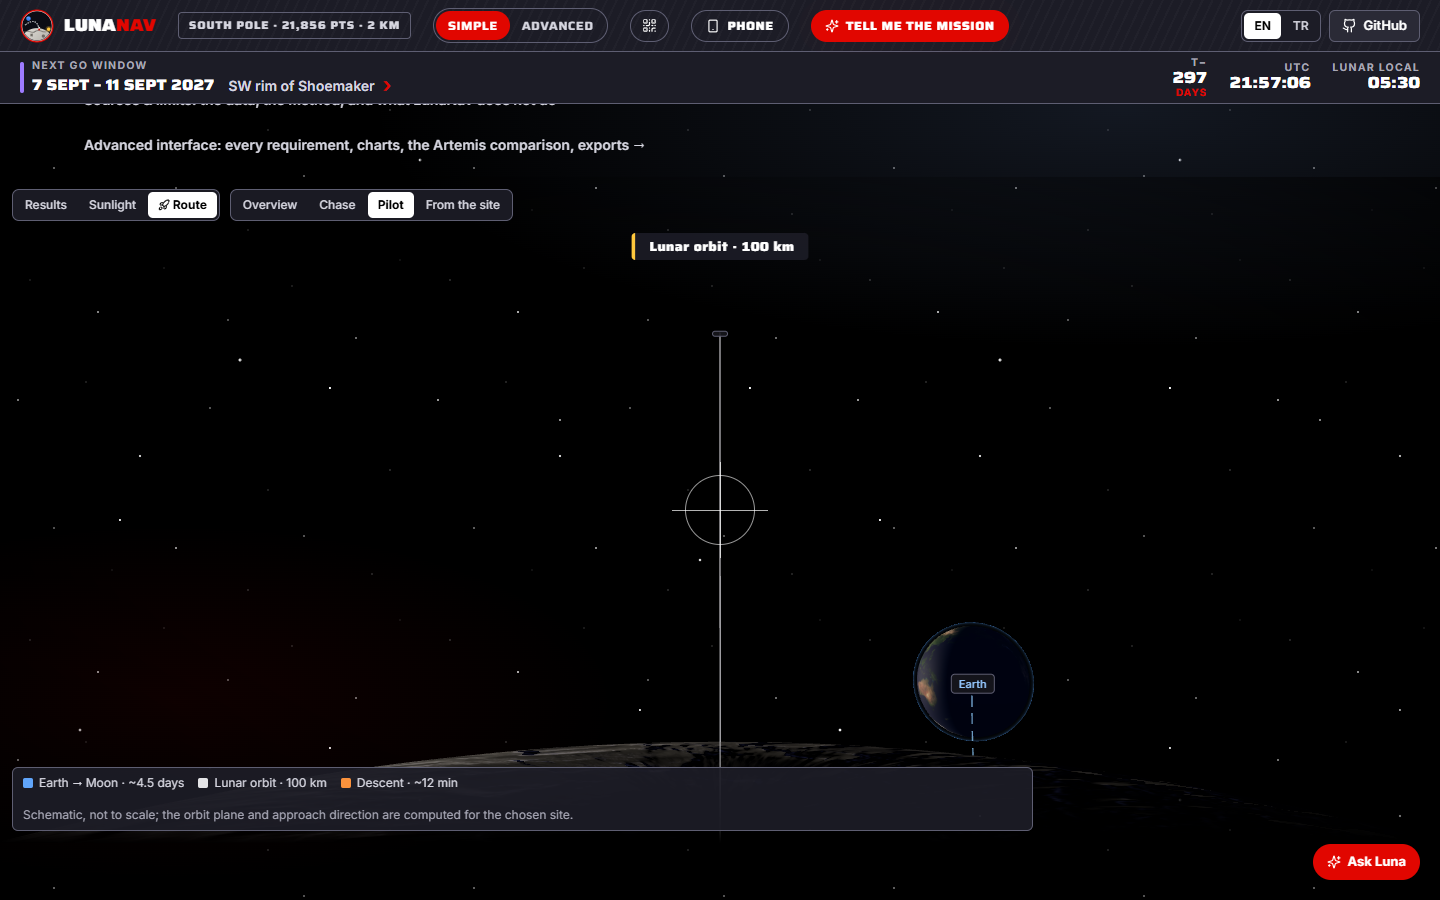 LUNANAV
SOUTH POLE · 21,856 PTS · 2 KM
SIMPLE
ADVANCED
PHONE
TELL ME THE MISSION
EN
TR
GitHub
NEXT GO WINDOW
7 SEPT – 11 SEPT 2027
SW rim of Shoemaker
T−
297
DAYS
UTC
21:57:06
LUNAR LOCAL
05:30
Advanced interface: every requirement, charts, the Artemis comparison, exports →
Results
Sunlight
Route
Overview
Chase
Pilot
From the site
Lunar orbit · 100 km
Earth
Earth → Moon · ~4.5 days
Lunar orbit · 100 km
Descent · ~12 min
Schematic, not to scale; the orbit plane and approach direction are computed for the chosen site.
Ask Luna